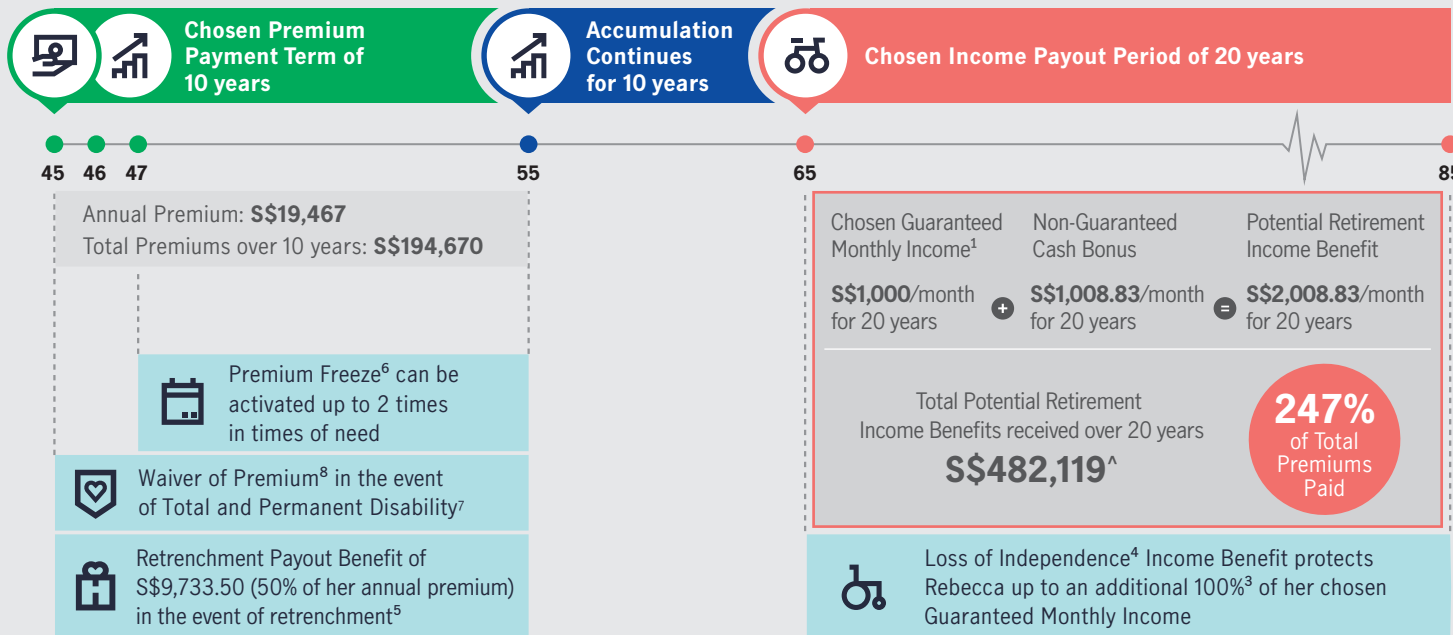 Chosen Premium
Payment Term of
10 years
Accumulation
Continues
for 10 years
Chosen Income Payout Period of 20 years
45 46 47 55 65 85
Annual Premium: S$19,467
Total Premiums over 10 years: S$194,670
Premium Freeze⁶ can be
activated up to 2 times
in times of need
Waiver of Premium⁸ in the event
of Total and Permanent Disability⁷
Retrenchment Payout Benefit of
S$9,733.50 (50% of her annual premium)
in the event of retrenchment⁵
Chosen Guaranteed
Monthly Income¹
S$1,000/month
for 20 years
+
Non-Guaranteed
Cash Bonus
S$1,008.83/month
for 20 years
=
Potential Retirement
Income Benefit
S$2,008.83/month
for 20 years
Total Potential Retirement
Income Benefits received over 20 years
S$482,119^
247%
of Total
Premiums
Paid
Loss of Independence⁴ Income Benefit protects
Rebecca up to an additional 100%³ of her chosen
Guaranteed Monthly Income